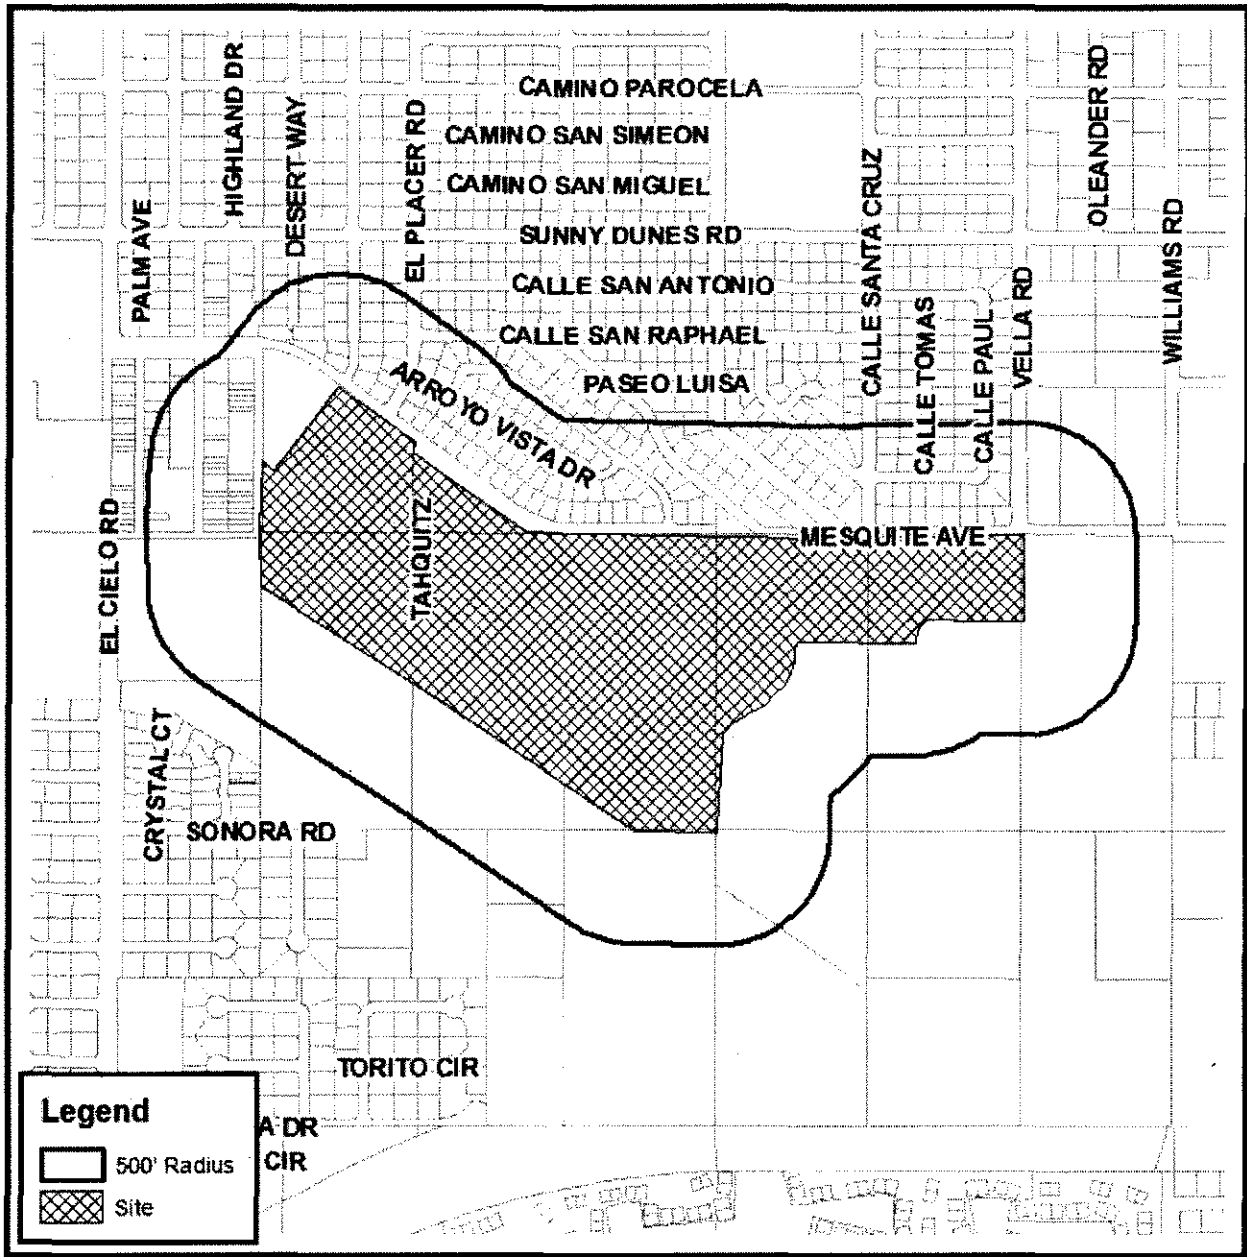 HIGHLAND DR
DESERT WAY
PALM AVE
EL PLACER RD
CAMINO PAROCELA
CAMINO SAN SIMEON
CAMINO SAN MIGUEL
SUNNY DUNES RD
CALLE SAN ANTONIO
CALLE SAN RAPHAEL
PASEO LUISA
ARROYO VISTA DR
CALLE SANTA CRUZ
CALLE TOMAS
CALLE PAUL
VELLA RD
OLEANDER RD
WILLIAMS RD
EL CIELO RD
TAHQUITZ
MESQUITE AVE
CRYSTAL CT
SONORA RD
TORITO CIR
A DR
CIR
Legend
500' Radius
Site